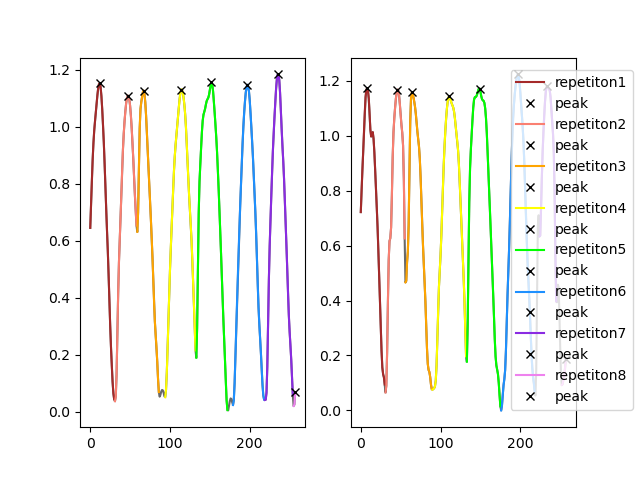 1.2
1.0
0.8
0.6
0.4
0.2
0.0
0
100
200
1.2
1.0
0.8
0.6
0.4
0.2
0.0
0
100
200
repetiton1
peak
repetiton2
peak
repetiton3
peak
repetiton4
peak
repetiton5
peak
repetiton6
peak
repetiton7
peak
repetiton8
peak